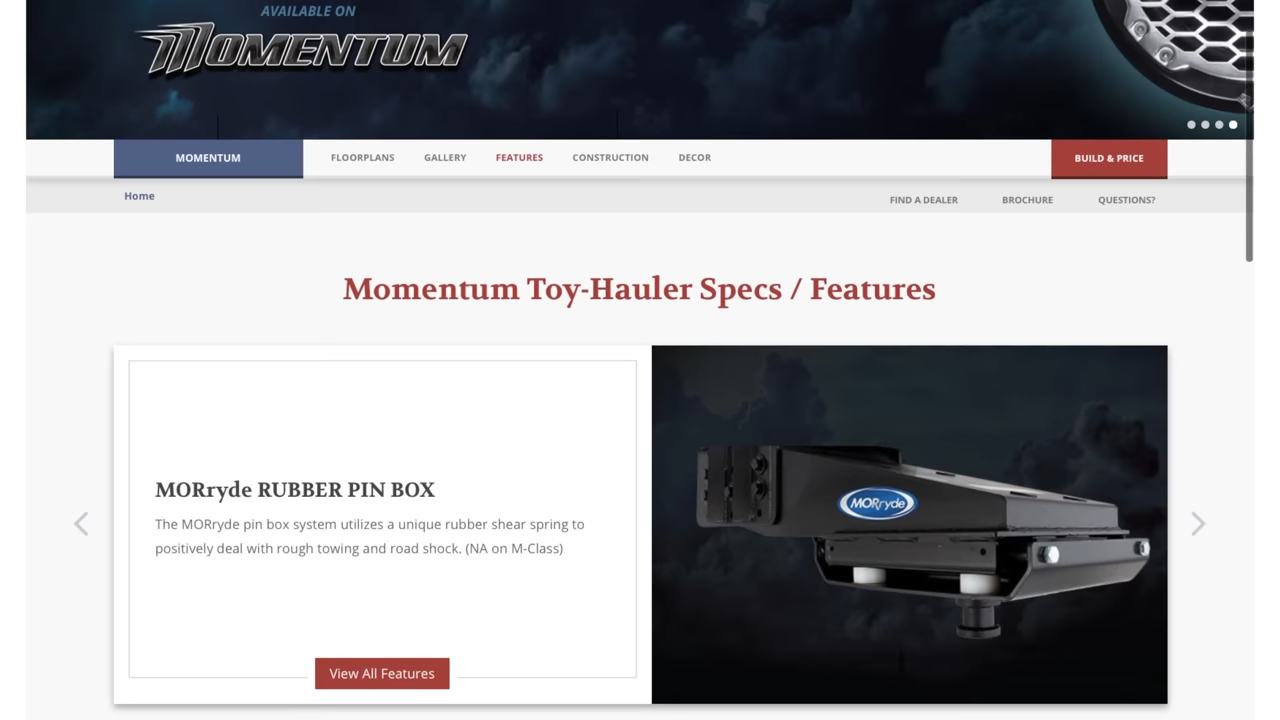 AVAILABLE ON
MOMENTUM
MOMENTUM
FLOORPLANS
GALLERY
FEATURES
CONSTRUCTION
DECOR
BUILD & PRICE
Home
FIND A DEALER
BROCHURE
QUESTIONS?
Momentum Toy-Hauler Specs / Features
MORryde RUBBER PIN BOX
The MORryde pin box system utilizes a unique rubber shear spring to
positively deal with rough towing and road shock. (NA on M-Class)
View All Features
MORryde